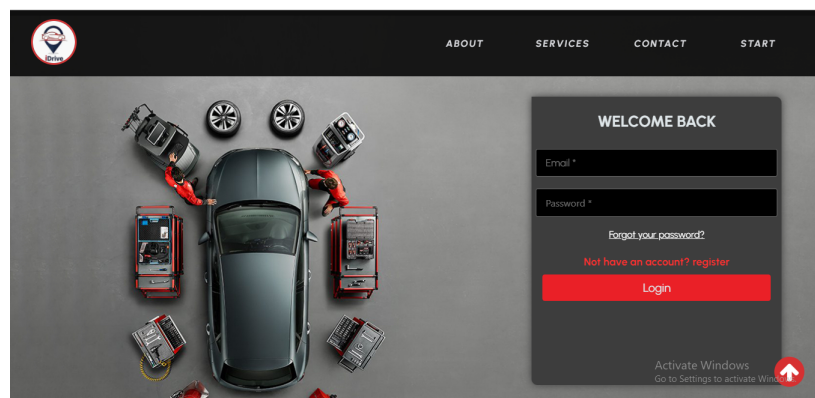 iDrive
ABOUT SERVICES CONTACT START
WELCOME BACK
Email *
Password *
Forgot your password?
Not have an account? register
Login
Activate Windows
Go to Settings to activate Windows.